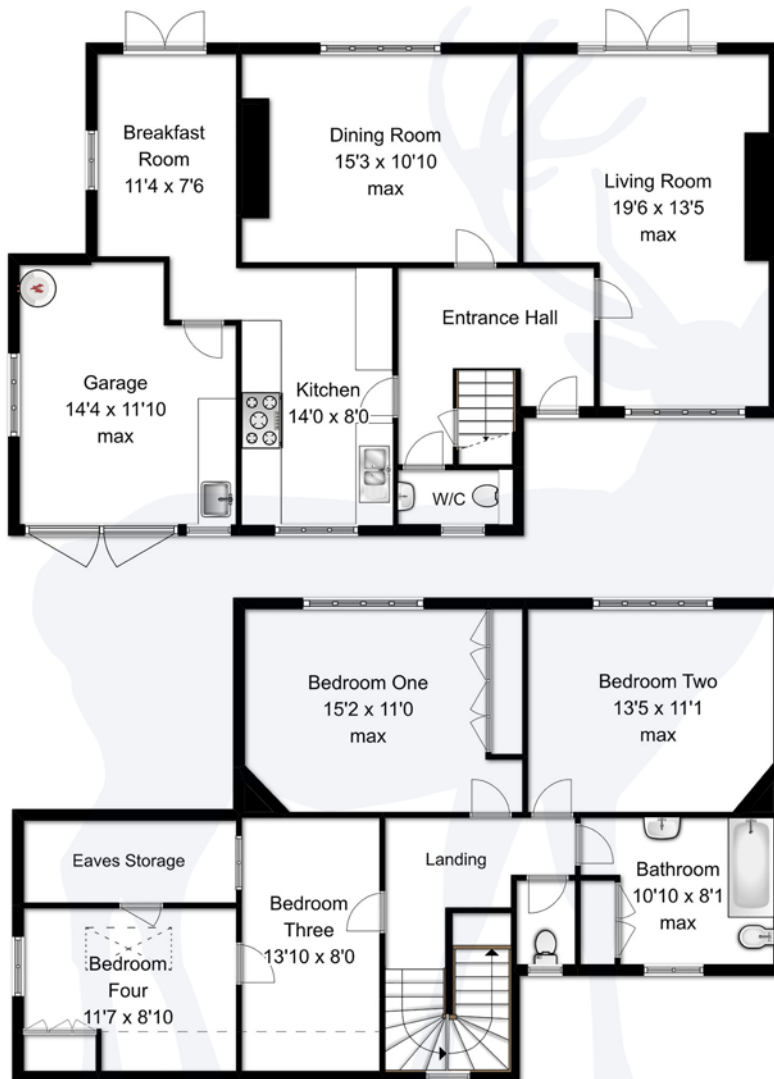 Breakfast
Room
11'4 x 7'6
Dining Room
15'3 x 10'10
max
Living Room
19'6 x 13'5
max
Entrance Hall
Garage
14'4 x 11'10
max
Kitchen
14'0 x 8'0
W/C
Bedroom One
15'2 x 11'0
max
Bedroom Two
13'5 x 11'1
max
Eaves Storage
Landing
Bathroom
10'10 x 8'1
max
Bedroom
Three
13'10 x 8'0
Bedroom
Four
11'7 x 8'10